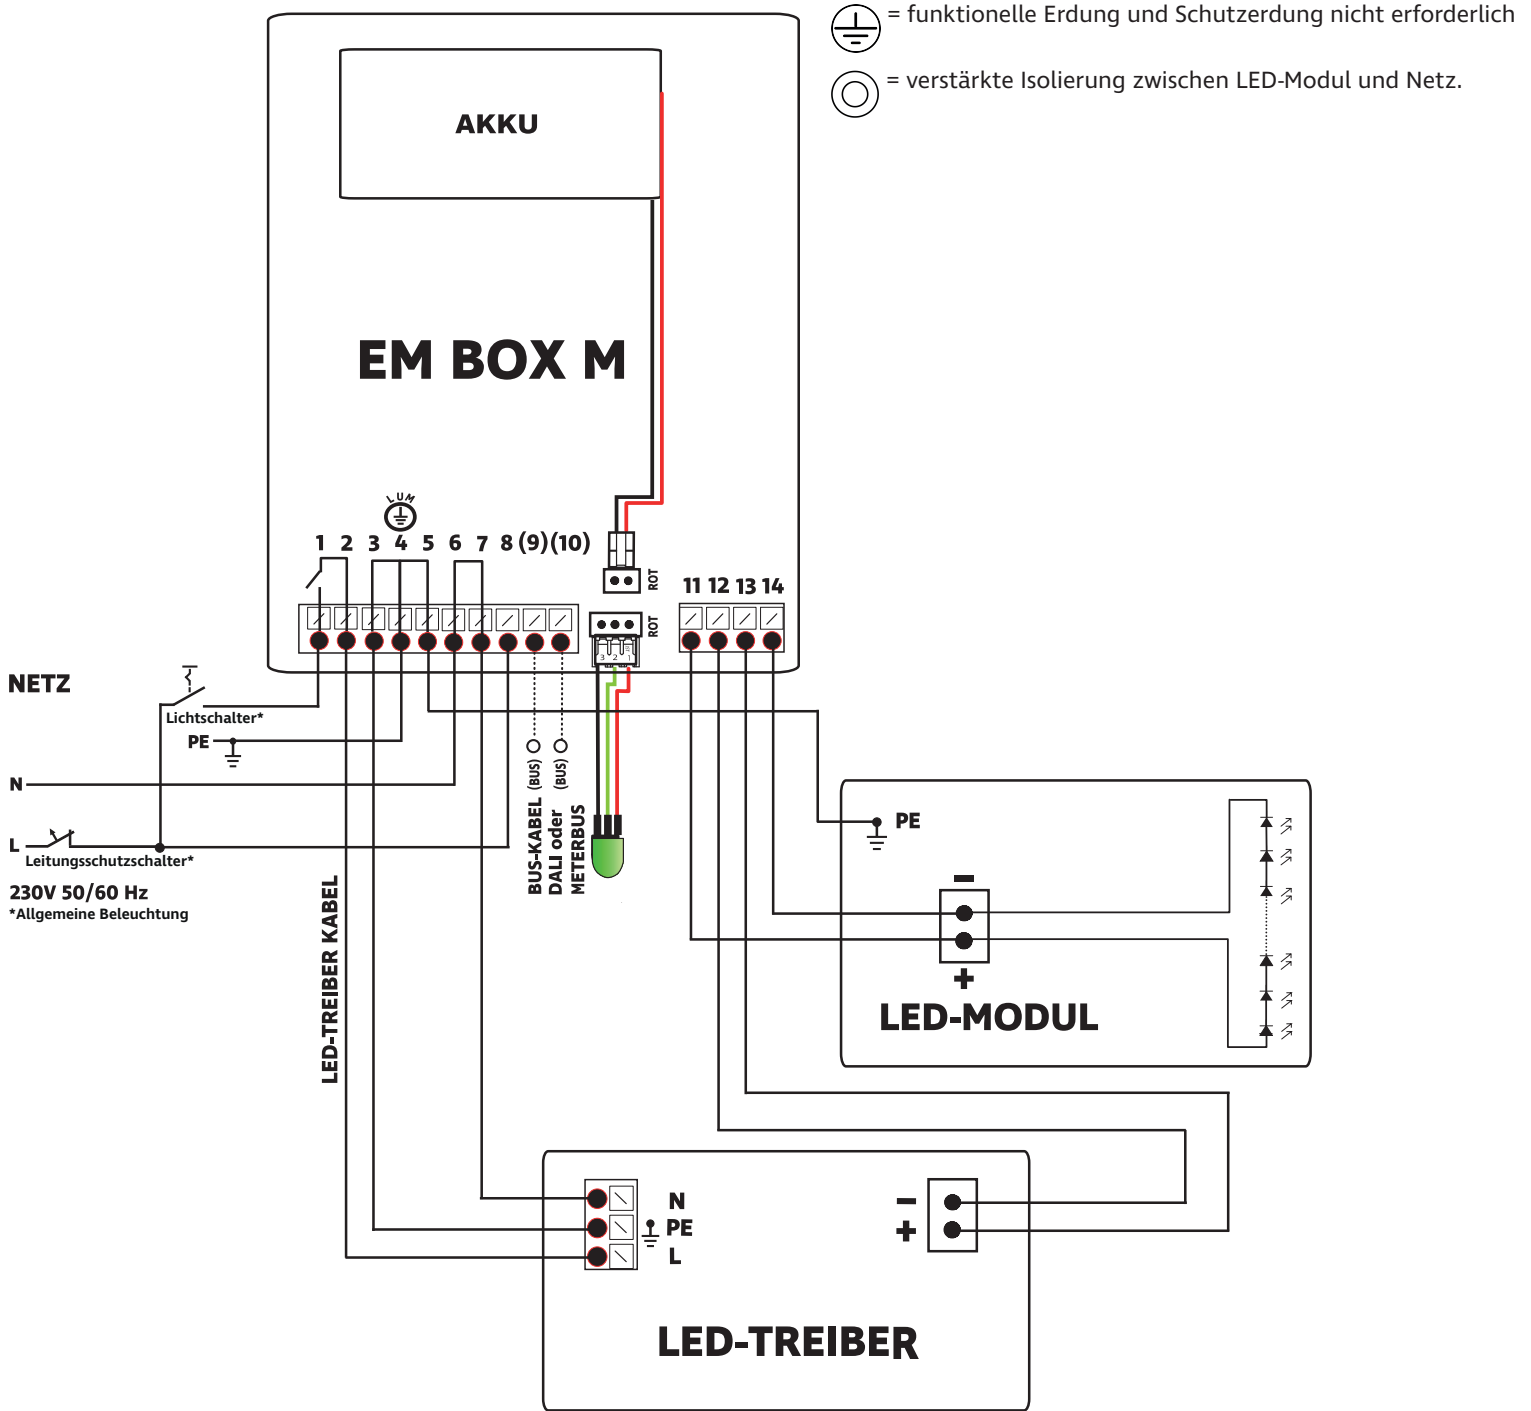 = funktionelle Erdung und Schutzerdung nicht erforderlich
= verstärkte Isolierung zwischen LED-Modul und Netz.
AKKU
EM BOX M
LUM
1 2 3 4 5 6 7 8 (9) (10)
ROT
11 12 13 14
ROT
3 2 1
NETZ
Lichtschalter*
PE
N
L
Leitungsschutzschalter*
230V 50/60 Hz
*Allgemeine Beleuchtung
(BUS)
(BUS)
BUS-KABEL
DALI oder
METERBUS
LED-TREIBER KABEL
PE
−
+
LED-MODUL
N
PE
L
−
+
LED-TREIBER